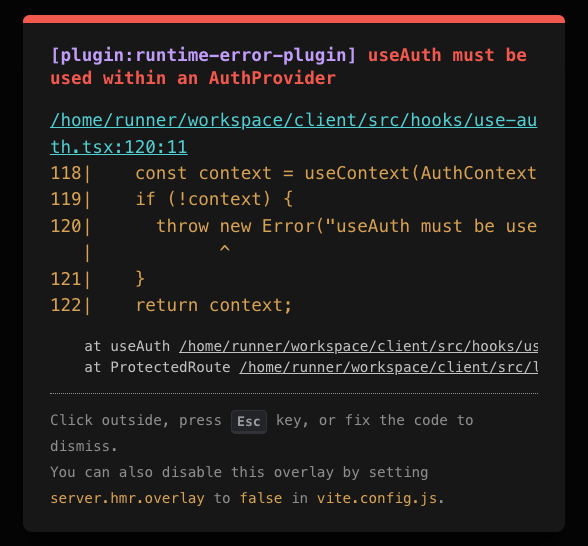 [plugin:runtime-error-plugin] useAuth must be
used within an AuthProvider
/home/runner/workspace/client/src/hooks/use-au
th.tsx:120:11
118|    const context = useContext(AuthContext
119|    if (!context) {
120|      throw new Error("useAuth must be use
   |            ^
121|    }
122|    return context;
at useAuth /home/runner/workspace/client/src/hooks/us
at ProtectedRoute /home/runner/workspace/client/src/l
Click outside, press Esc key, or fix the code to
dismiss.
You can also disable this overlay by setting
server.hmr.overlay to false in vite.config.js.